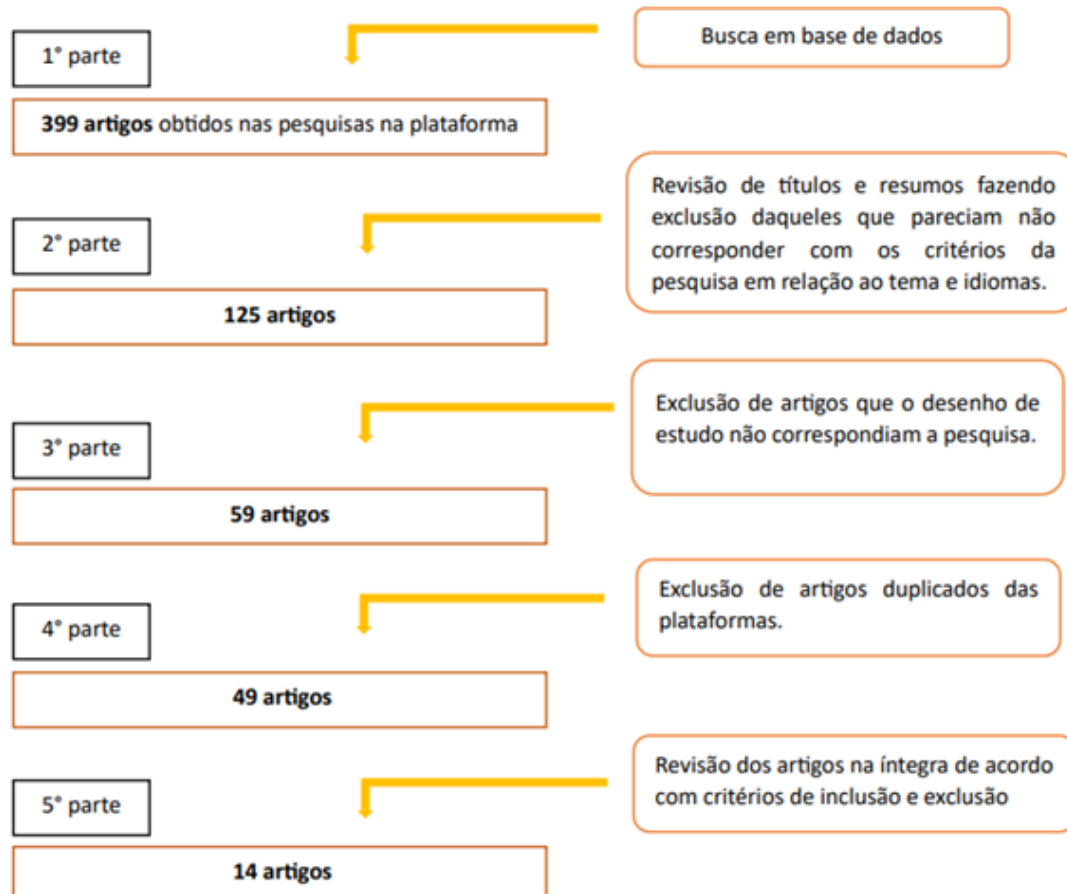 Busca em base de dados
1° parte
399 artigos obtidos nas pesquisas na plataforma
Revisão de títulos e resumos fazendo
exclusão daqueles que pareciam não
corresponder com os critérios da
pesquisa em relação ao tema e idiomas.
2° parte
125 artigos
Exclusão de artigos que o desenho de
estudo não correspondiam a pesquisa.
3° parte
59 artigos
Exclusão de artigos duplicados das
plataformas.
4° parte
49 artigos
Revisão dos artigos na íntegra de acordo
com critérios de inclusão e exclusão
5° parte
14 artigos